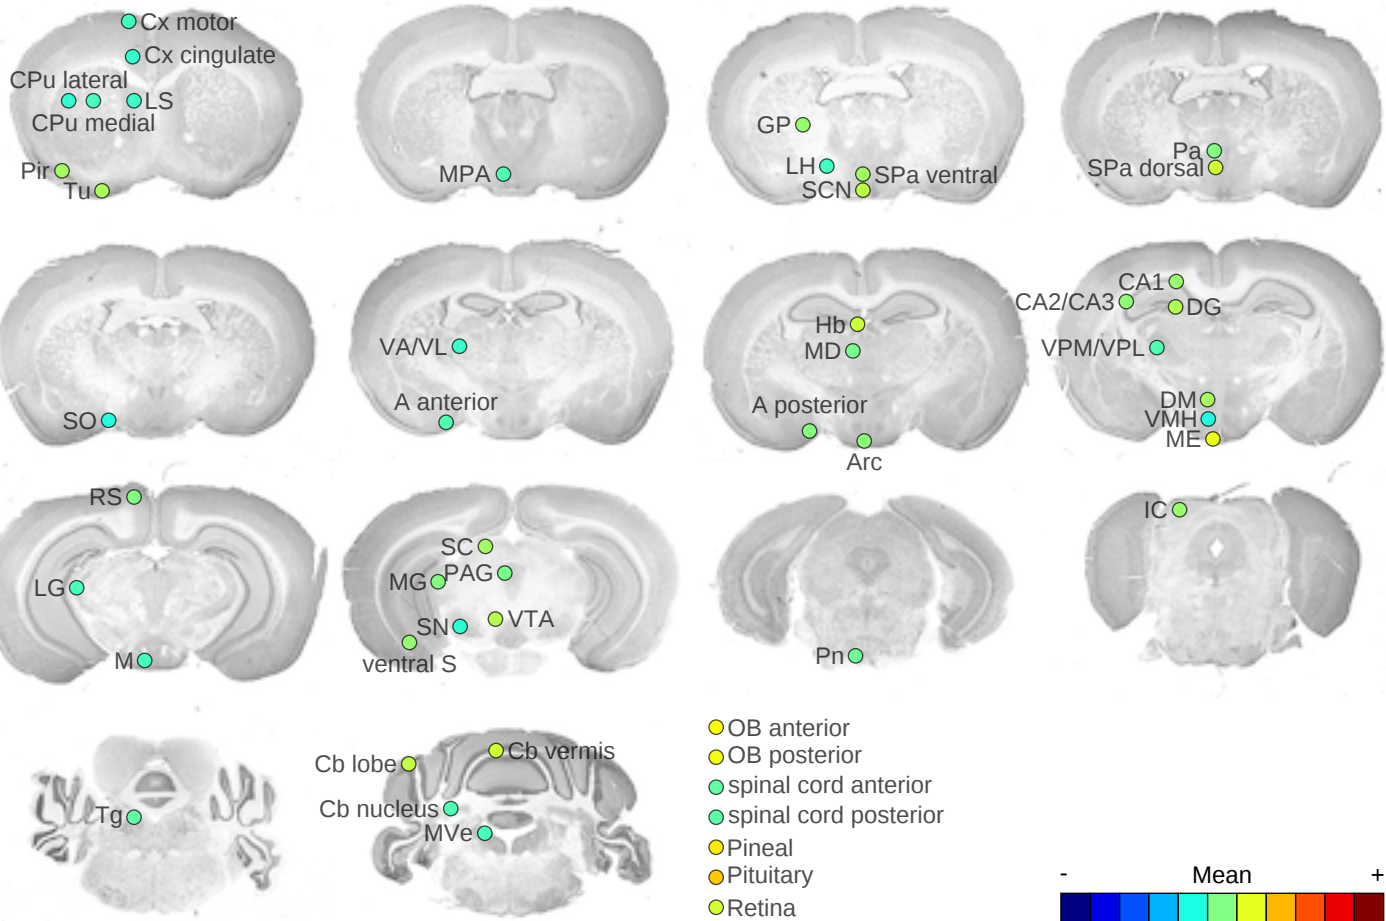 Cx motor
Cx cingulate
CPu lateral
LS
CPu medial
Pir
Tu
MPA
GP
LH
SPa ventral
SCN
Pa
SPa dorsal
SO
VA/VL
A anterior
Hb
MD
A posterior
Arc
CA1
CA2/CA3
DG
VPM/VPL
DM
VMH
ME
RS
LG
M
SC
PAG
MG
SN
VTA
ventral S
Pn
IC
Tg
Cb lobe
Cb vermis
Cb nucleus
MVe
OB anterior
OB posterior
spinal cord anterior
spinal cord posterior
Pineal
Pituitary
Retina
- Mean +